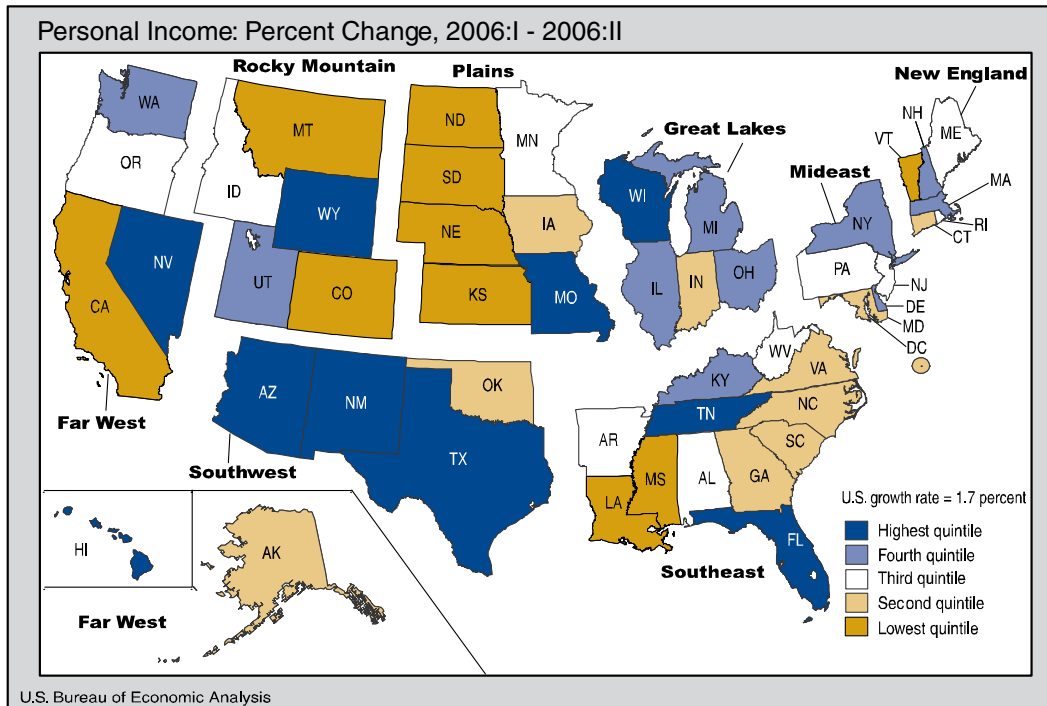 Personal Income: Percent Change, 2006:I - 2006:II
Rocky Mountain
Plains
New England
WA
MT
ND
MN
Great Lakes
NH
ME
VT
OR
ID
SD
Mideast
MA
WY
WI
MI
NY
RI
CT
IA
NE
NV
UT
CO
PA
NJ
CA
KS
MO
IL
IN
OH
DE
MD
DC
WV
VA
KY
OK
AZ
NM
TN
NC
Far West
AR
SC
TX
MS
AL
GA
Southwest
LA
U.S. growth rate = 1.7 percent
Highest quintile
FL
Fourth quintile
HI
AK
Southeast
Third quintile
Second quintile
Far West
Lowest quintile
U.S. Bureau of Economic Analysis